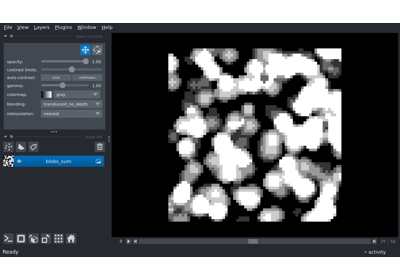 File View Layers Plugins Window Help
opacity: 1.00
contrast limits:
auto-contrast: once continuous
gamma: 1.00
colormap: gray
blending: translucent_no_depth
interpolation: nearest
blobs_sum
Ready
activity